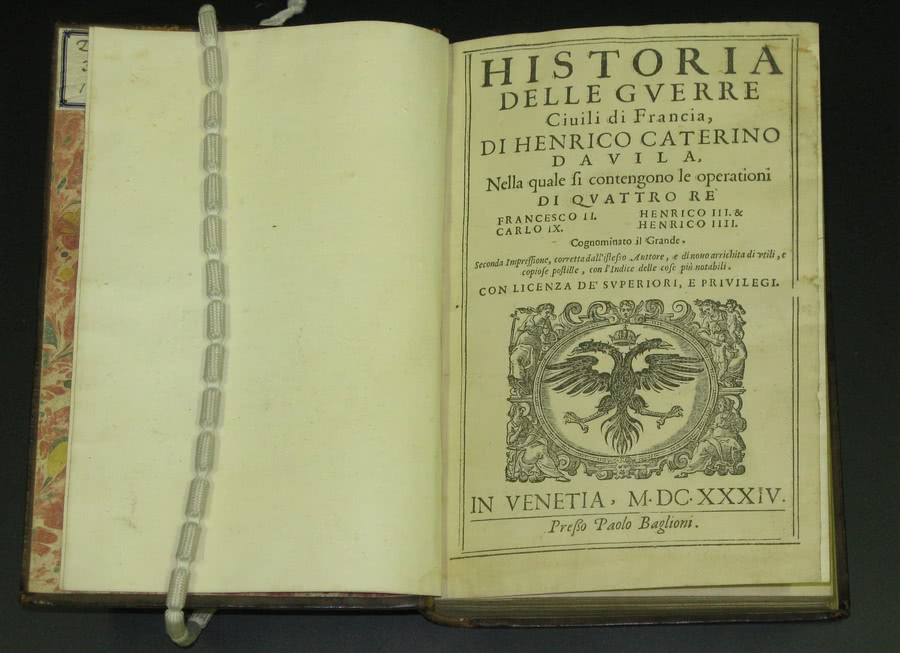 HISTORIA
DELLE GVERRE
Ciuili di Francia,
DI HENRICO CATERINO
DAVILA,
Nella quale ſi contengono le operationi
DI QVATTRO RE'
FRANCESCO II. HENRICO III. &
CARLO IX. HENRICO IIII.
Cognominato il Grande.
Seconda Impreſſione, corretta dall'iſteſſo Auttore, e di nouo arrichita di vtili, e
copioſe poſtille, con l'Indice delle coſe più notabili.
CON LICENZA DE' SVPERIORI, E PRIVILEGI.
IN VENETIA, M·DC·XXXIV.
Preſſo Paolo Baglioni.